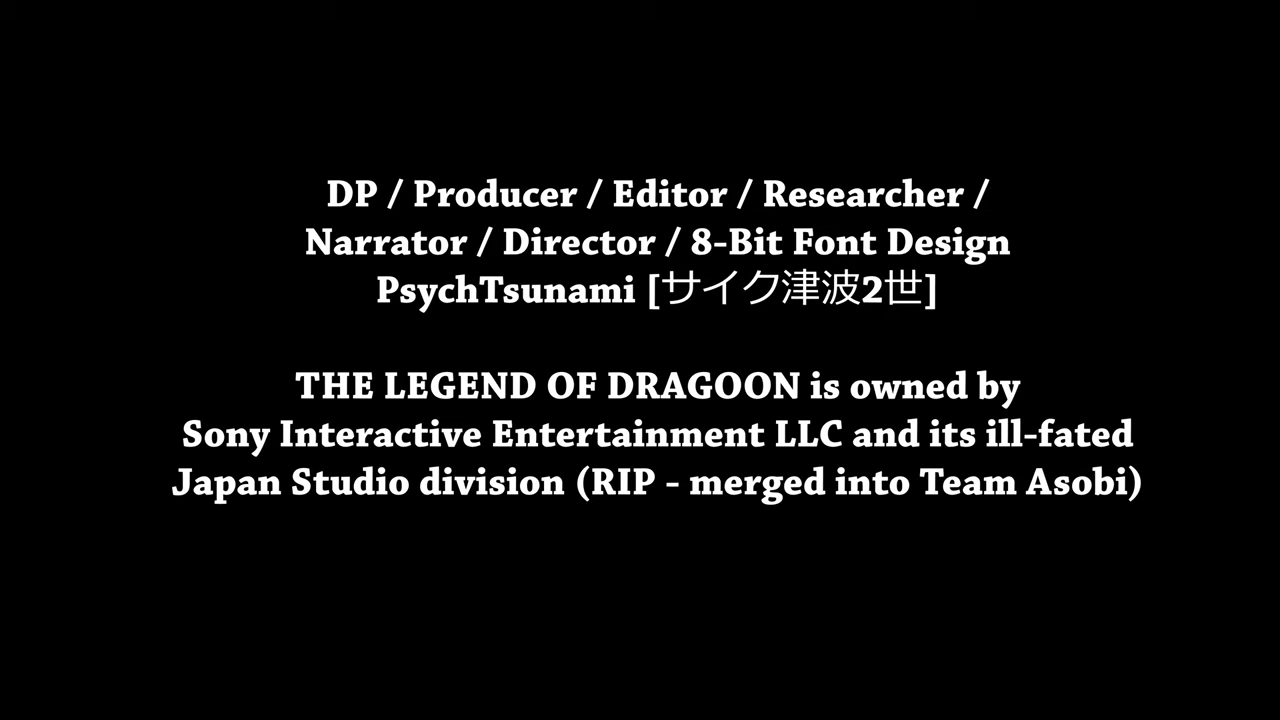 DP / Producer / Editor / Researcher /
Narrator / Director / 8-Bit Font Design
PsychTsunami [サイク津波2世]
THE LEGEND OF DRAGOON is owned by
Sony Interactive Entertainment LLC and its ill-fated
Japan Studio division (RIP - merged into Team Asobi)